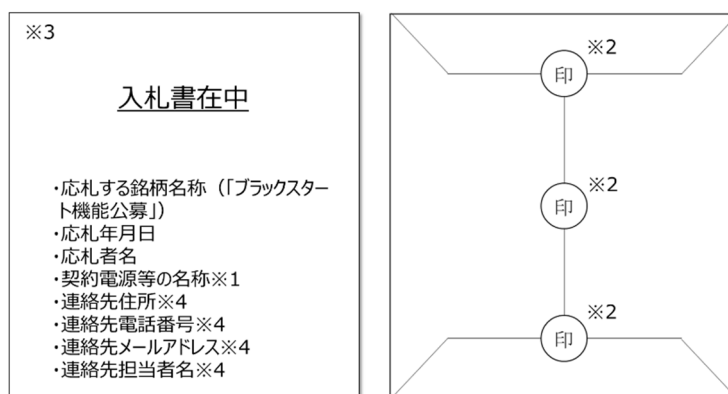 ※3
入札書在中
・応札する銘柄名称（「ブラックスター
ト機能公募」）
・応札年月日
・応札者名
・契約電源等の名称※1
・連絡先住所※4
・連絡先電話番号※4
・連絡先メールアドレス※4
・連絡先担当者名※4
※2
印
※2
印
※2
印